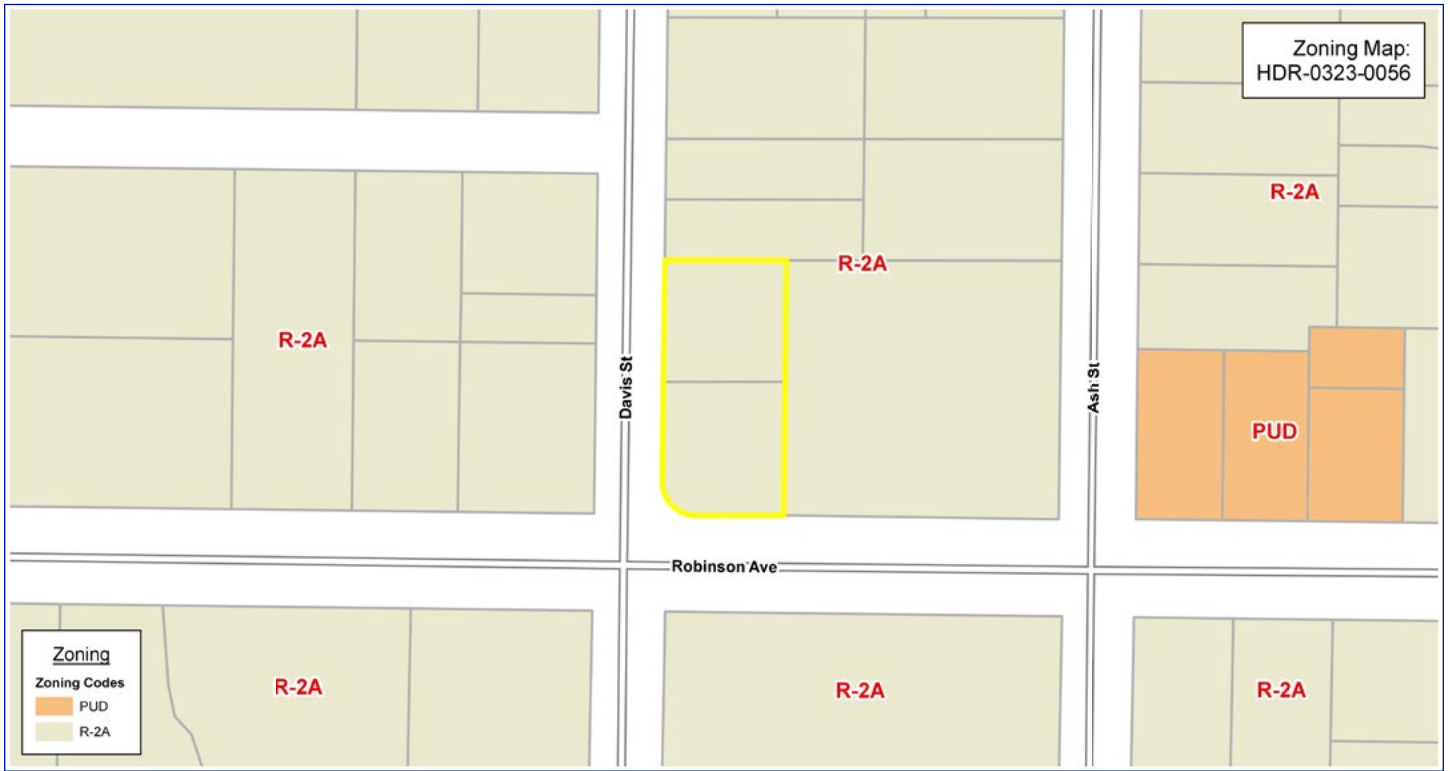 Zoning Map:
HDR-0323-0056
R-2A
R-2A
R-2A
Davis St
Ash St
PUD
Robinson Ave
Zoning
Zoning Codes
PUD
R-2A
R-2A
R-2A
R-2A